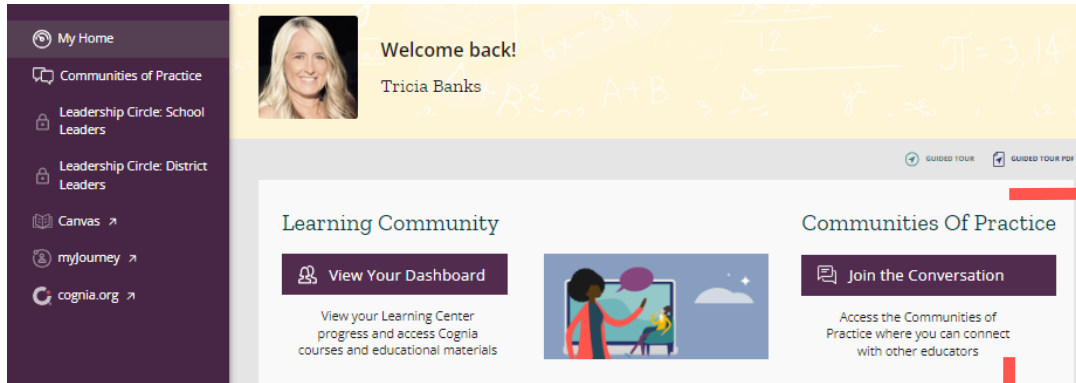 My Home
Communities of Practice
Leadership Circle: School
Leaders
Leadership Circle: District
Leaders
Canvas
myJourney
cognia.org
Welcome back!
Tricia Banks
π=3,14
A+B
12
GUIDED TOUR
GUIDED TOUR PDF
Learning Community
View Your Dashboard
View your Learning Center
progress and access Cognia
courses and educational materials
Communities Of Practice
Join the Conversation
Access the Communities of
Practice where you can connect
with other educators